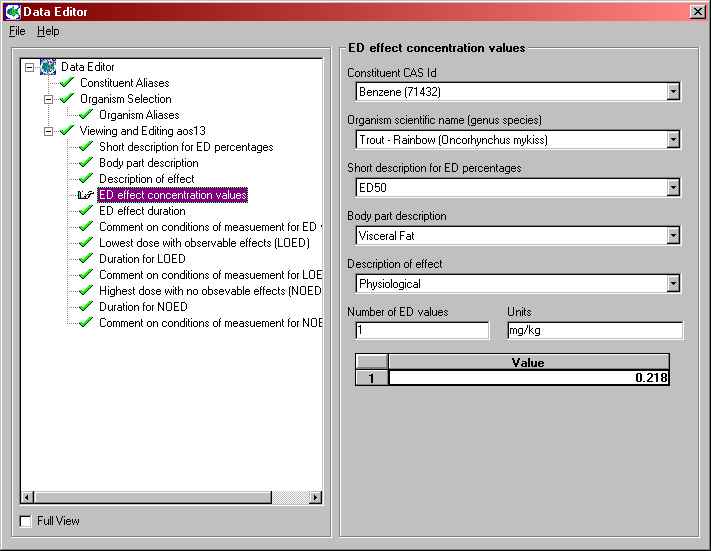 Data Editor
File Help
Data Editor
Constituent Aliases
Organism Selection
Organism Aliases
Viewing and Editing aos13
Short description for ED percentages
Body part description
Description of effect
ED effect concentration values
ED effect duration
Comment on conditions of measuement for ED
Lowest dose with observable effects (LOED)
Duration for LOED
Comment on conditions of measuement for LOE
Highest dose with no obsevable effects (NOED
Duration for NOED
Comment on conditions of measuement for NOE
Full View
ED effect concentration values
Constituent CAS Id
Benzene (71432)
Organism scientific name (genus species)
Trout - Rainbow (Oncorhynchus mykiss)
Short description for ED percentages
ED50
Body part description
Visceral Fat
Description of effect
Physiological
Number of ED values Units
1 mg/kg
Value
1 0.218